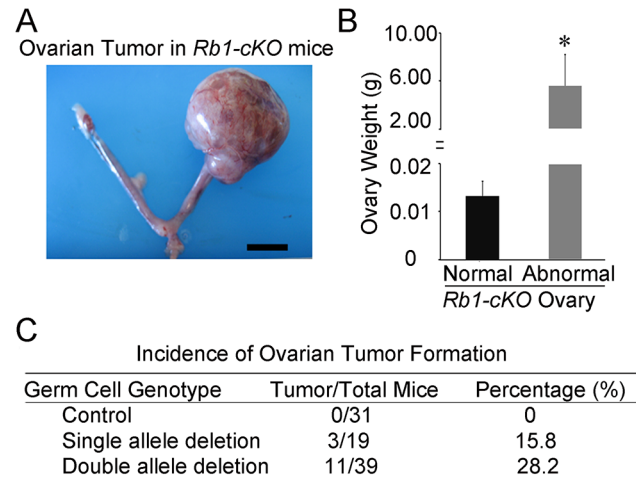 A
Ovarian Tumor in Rb1-cKO mice
B
Ovary Weight (g)
10.00
6.00
2.00
=
0.02
0.01
0
*
Normal Abnormal
Rb1-cKO Ovary
C
Incidence of Ovarian Tumor Formation
Germ Cell Genotype Tumor/Total Mice Percentage (%)
Control 0/31 0
Single allele deletion 3/19 15.8
Double allele deletion 11/39 28.2